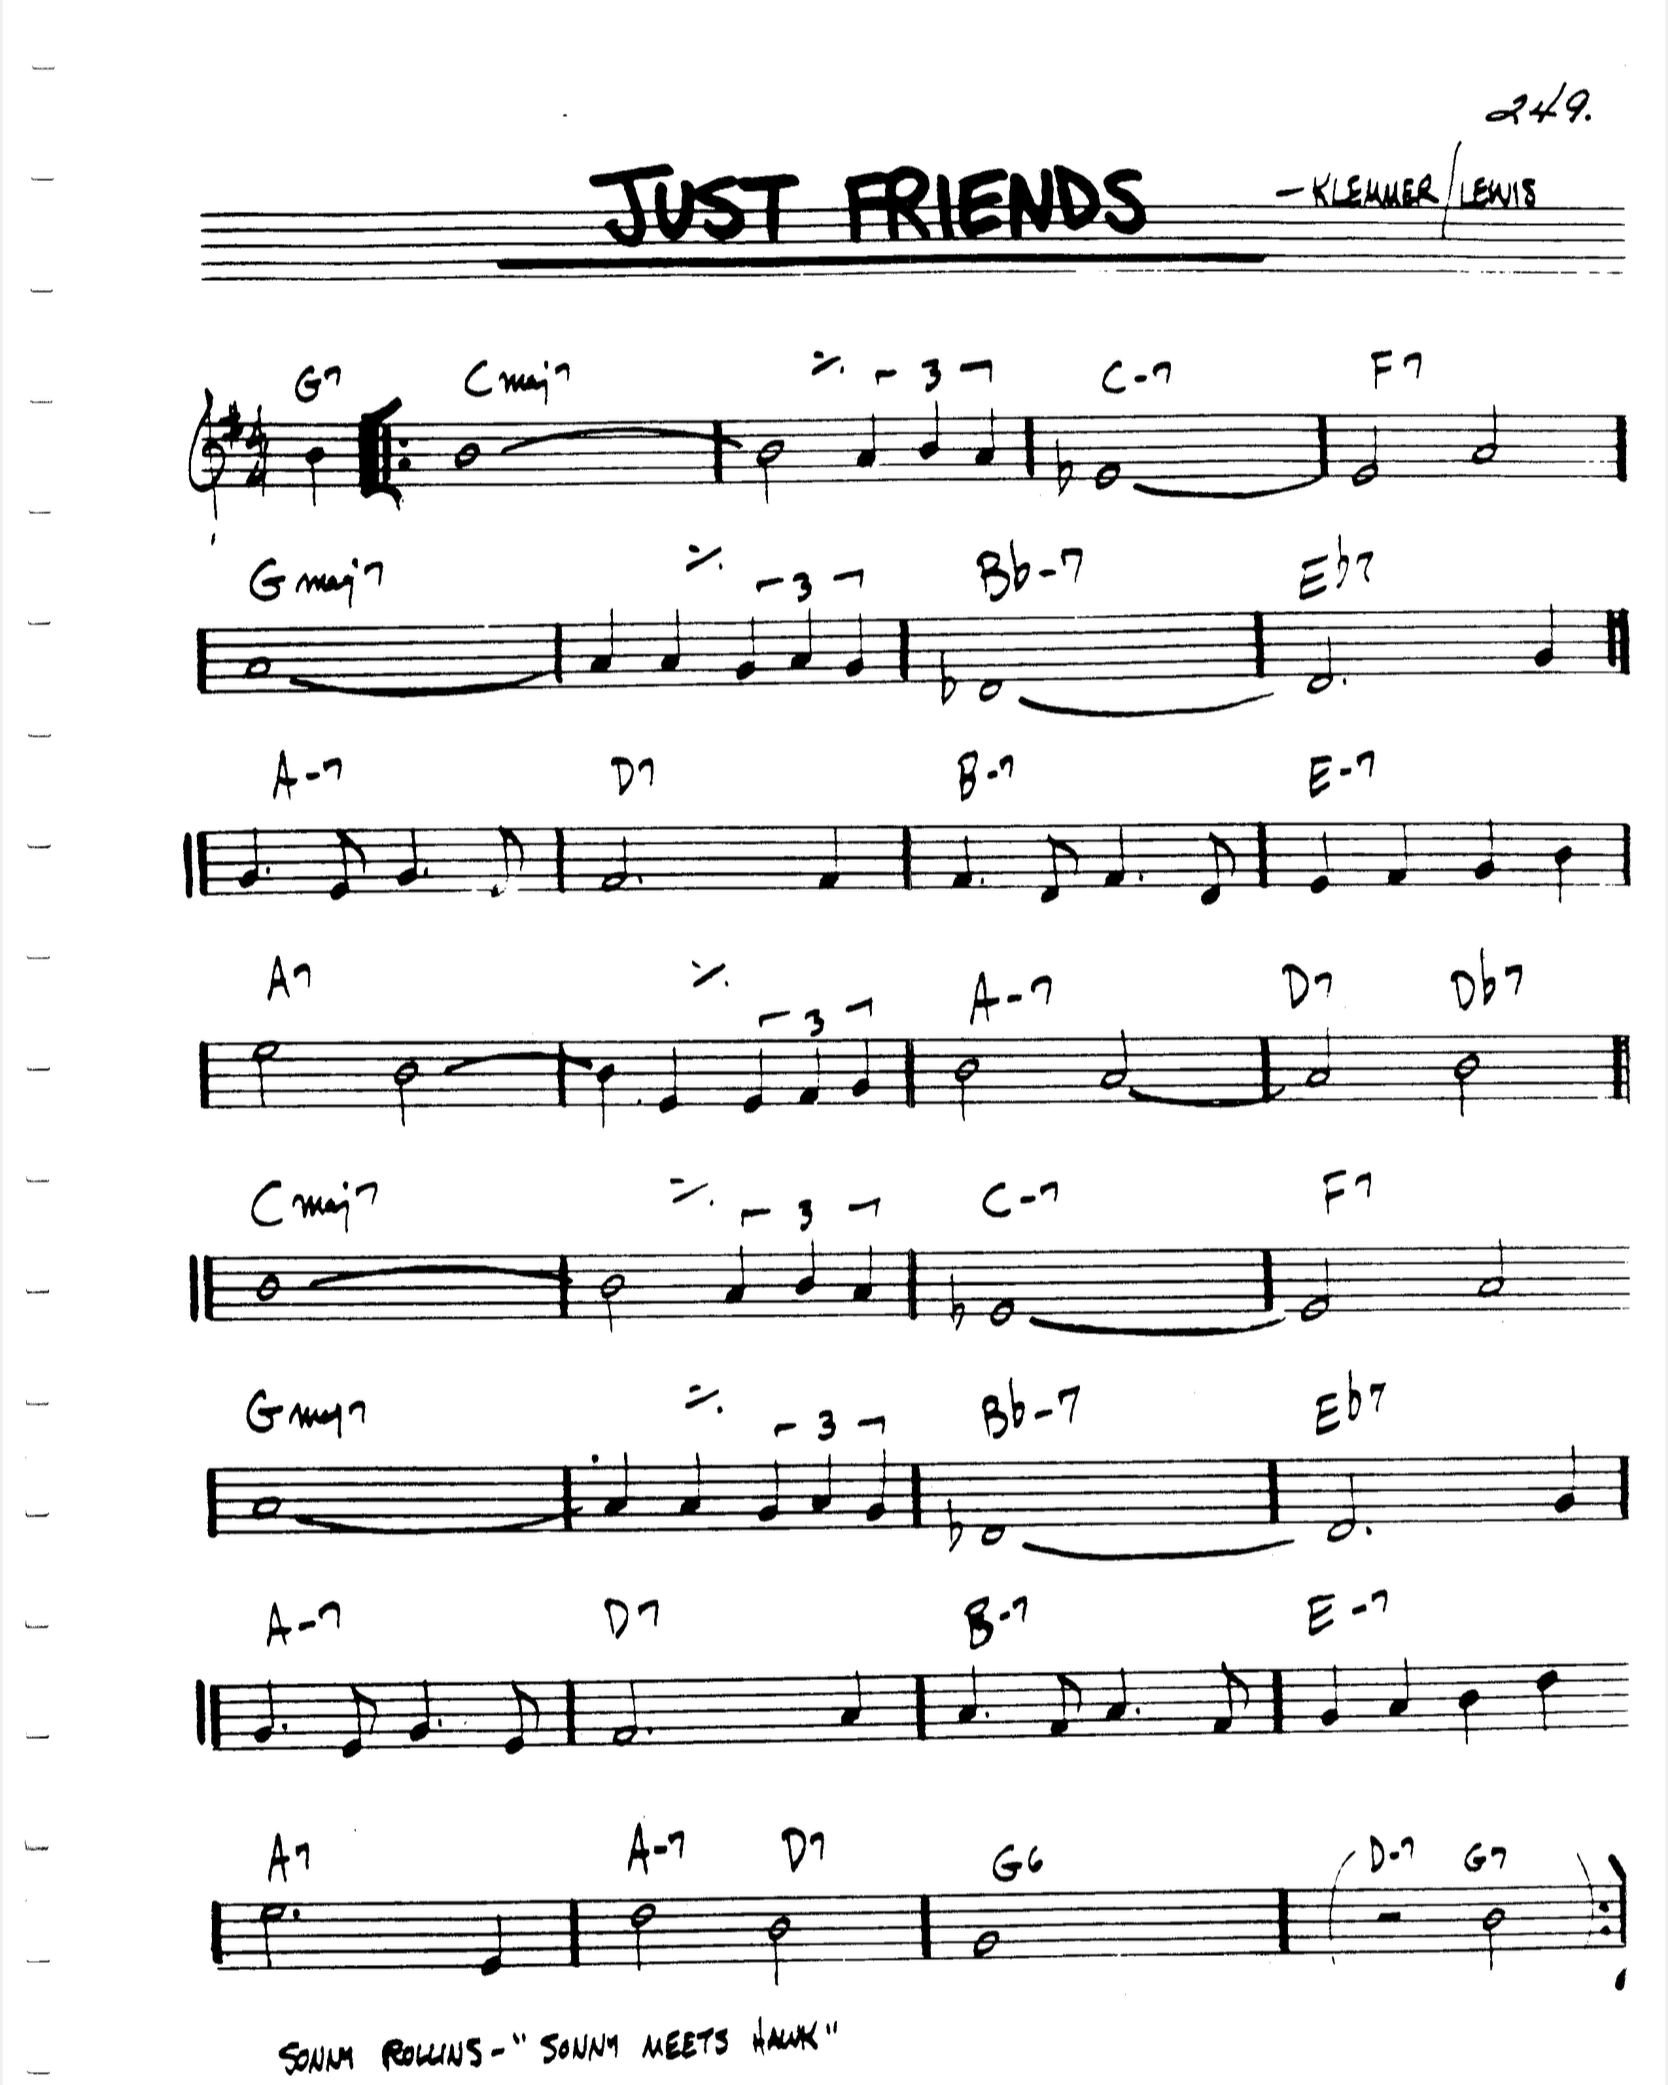 249.
JUST FRIENDS
–KLEMMER/LEWIS
G7 Cmaj7 ٪ 3 C-7 F7
Gmaj7 ٪ 3 Bb-7 Eb7
A-7 D7 B-7 E-7
A7 ٪ 3 A-7 D7 Db7
Cmaj7 ٪ 3 C-7 F7
Gmaj7 ٪ 3 Bb-7 Eb7
A-7 D7 B-7 E-7
A7 A-7 D7 G6 (D-7 G7)
SONNY ROLLINS-"SONNY MEETS HAWK"